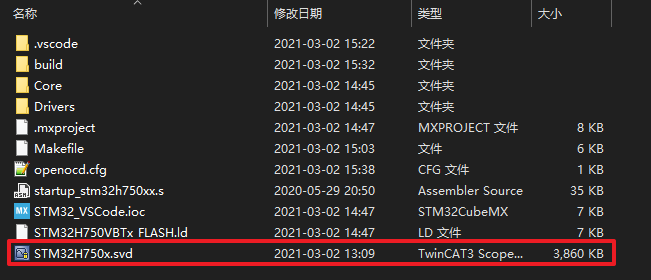 名称 修改日期 类型 大小
.vscode 2021-03-02 15:22 文件夹
build 2021-03-02 15:32 文件夹
Core 2021-03-02 14:45 文件夹
Drivers 2021-03-02 14:45 文件夹
.mxproject 2021-03-02 14:47 MXPROJECT 文件 8 KB
Makefile 2021-03-02 15:03 文件 6 KB
openocd.cfg 2021-03-02 15:38 CFG 文件 1 KB
startup_stm32h750xx.s 2020-05-29 20:50 Assembler Source 35 KB
STM32_VSCode.ioc 2021-03-02 14:47 STM32CubeMX 7 KB
STM32H750VBTx_FLASH.ld 2021-03-02 14:47 LD 文件 7 KB
STM32H750x.svd 2021-03-02 13:09 TwinCAT3 Scope... 3,860 KB